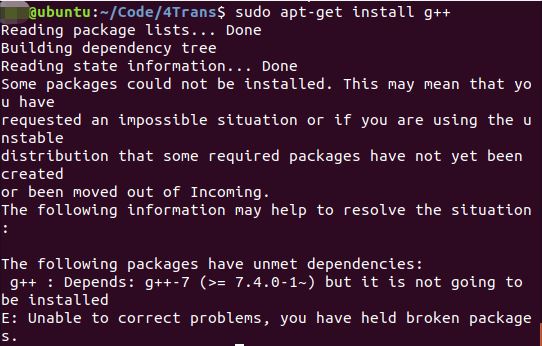 @ubuntu:~/Code/4Trans$ sudo apt-get install g++
Reading package lists... Done
Building dependency tree
Reading state information... Done
Some packages could not be installed. This may mean that yo
u have
requested an impossible situation or if you are using the u
nstable
distribution that some required packages have not yet been
created
or been moved out of Incoming.
The following information may help to resolve the situation
:
The following packages have unmet dependencies:
g++ : Depends: g++-7 (>= 7.4.0-1~) but it is not going to
be installed
E: Unable to correct problems, you have held broken package
s.